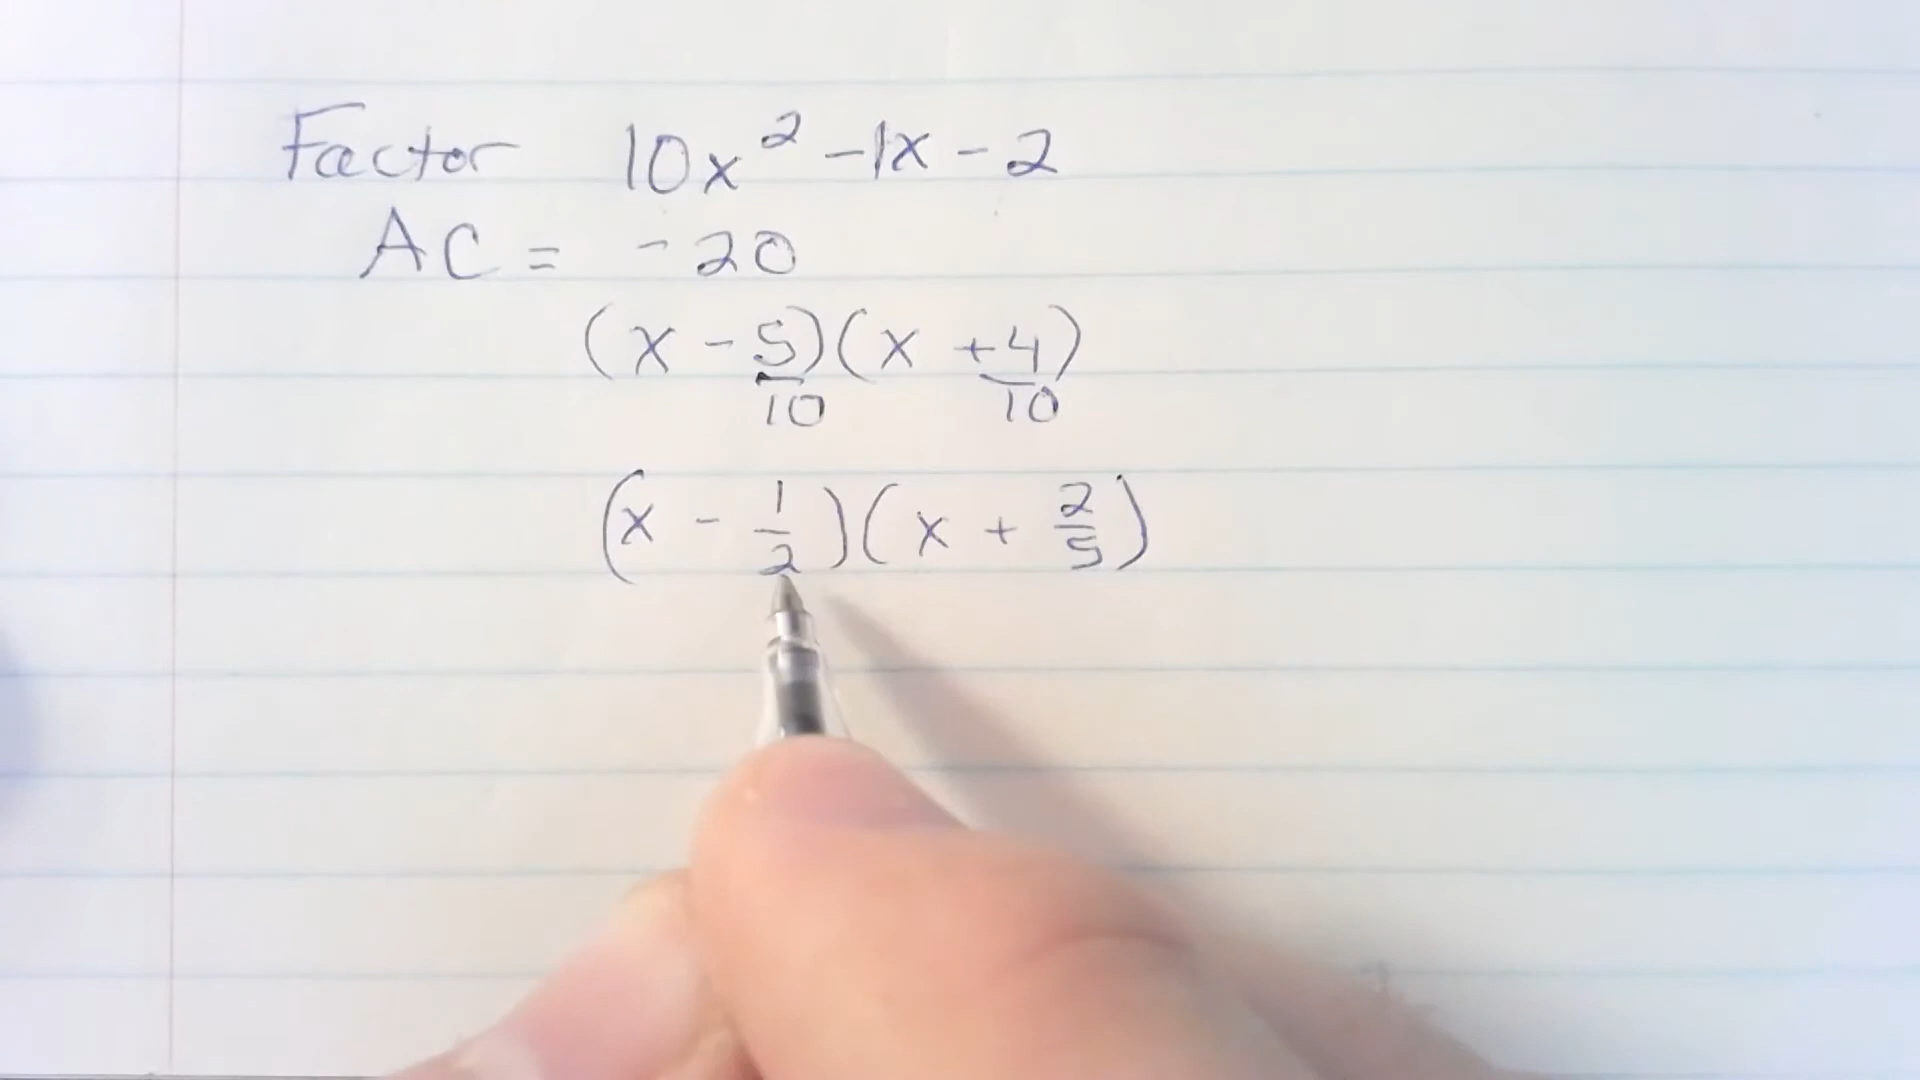 Factor 10x² -1x - 2
AC = -20
(x - 5/10)(x + 4/10)
(x - 1/2)(x + 2/5)